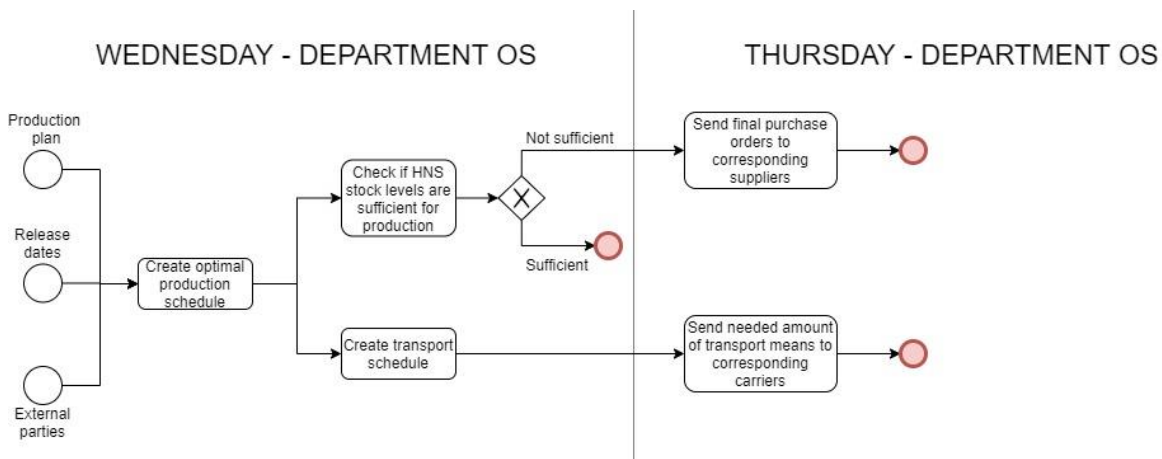 WEDNESDAY - DEPARTMENT OS
THURSDAY - DEPARTMENT OS
Production
plan
Release
dates
External
parties
Create optimal
production
schedule
Check if HNS
stock levels are
sufficient for
production
Not sufficient
Sufficient
Create transport
schedule
Send final purchase
orders to
corresponding
suppliers
Send needed amount
of transport means to
corresponding
carriers